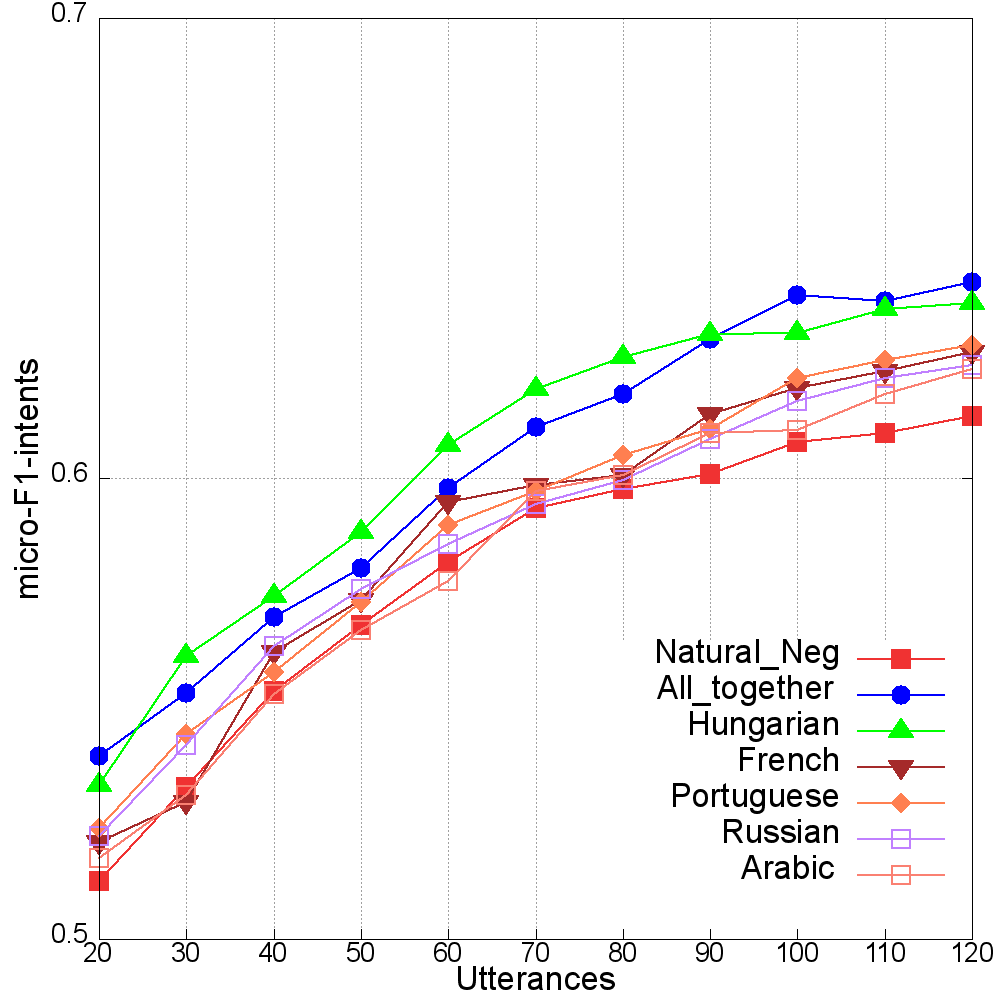 0.7
0.6
0.5
micro-F1-intents
Natural_Neg
All_together
Hungarian
French
Portuguese
Russian
Arabic
20 30 40 50 60 70 80 90 100 110 120
Utterances